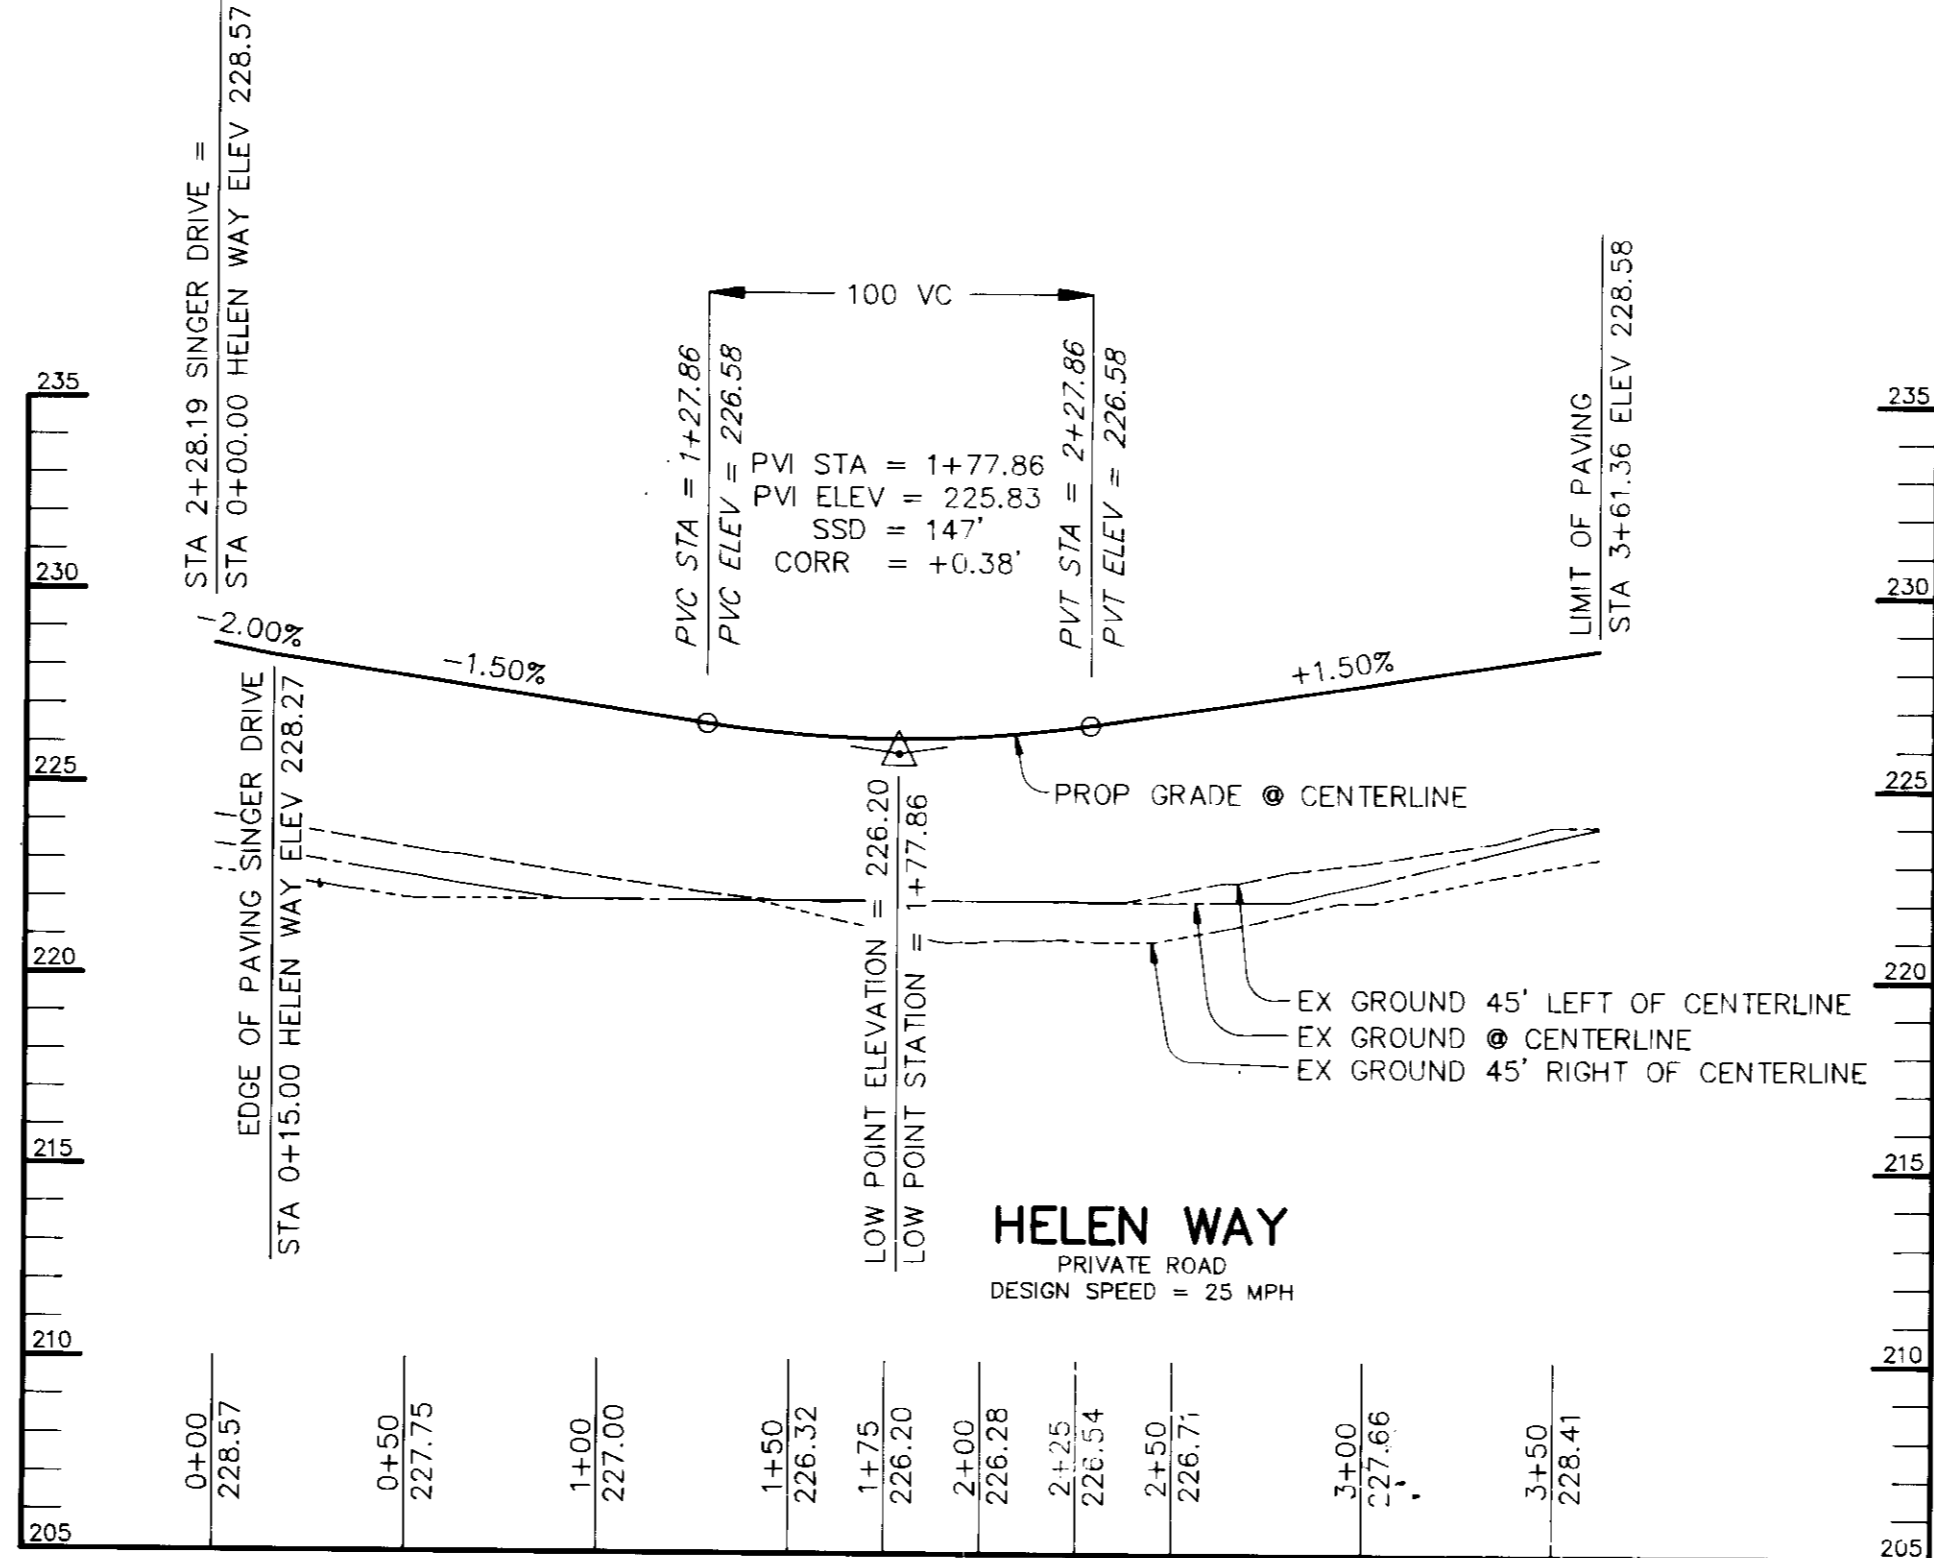 STA 2+28.19 SINGER DRIVE =
STA 0+00.00 HELEN WAY ELEV 228.57
100 VC
PVC STA = 1+27.86
PVC ELEV = 226.58
PVI STA = 1+77.86
PVI ELEV = 225.83
SSD = 147'
CORR = +0.38'
PVT STA = 2+27.86
PVT ELEV = 226.58
LIMIT OF PAVING
STA 3+61.36 ELEV 228.58
235
235
230
230
-2.00%
-1.50%
+1.50%
EDGE OF PAVING SINGER DRIVE
STA 0+15.00 HELEN WAY ELEV 228.27
225
225
PROP GRADE @ CENTERLINE
LOW POINT ELEVATION = 226.20
LOW POINT STATION = 1+77.86
220
220
EX GROUND 45' LEFT OF CENTERLINE
EX GROUND @ CENTERLINE
EX GROUND 45' RIGHT OF CENTERLINE
215
215
HELEN WAY
PRIVATE ROAD
DESIGN SPEED = 25 MPH
210
210
0+00
228.57
0+50
227.75
1+00
227.00
1+50
226.32
1+75
226.20
2+00
226.28
2+25
226.54
2+50
226.71
3+00
227.66
3+50
228.41
205
205